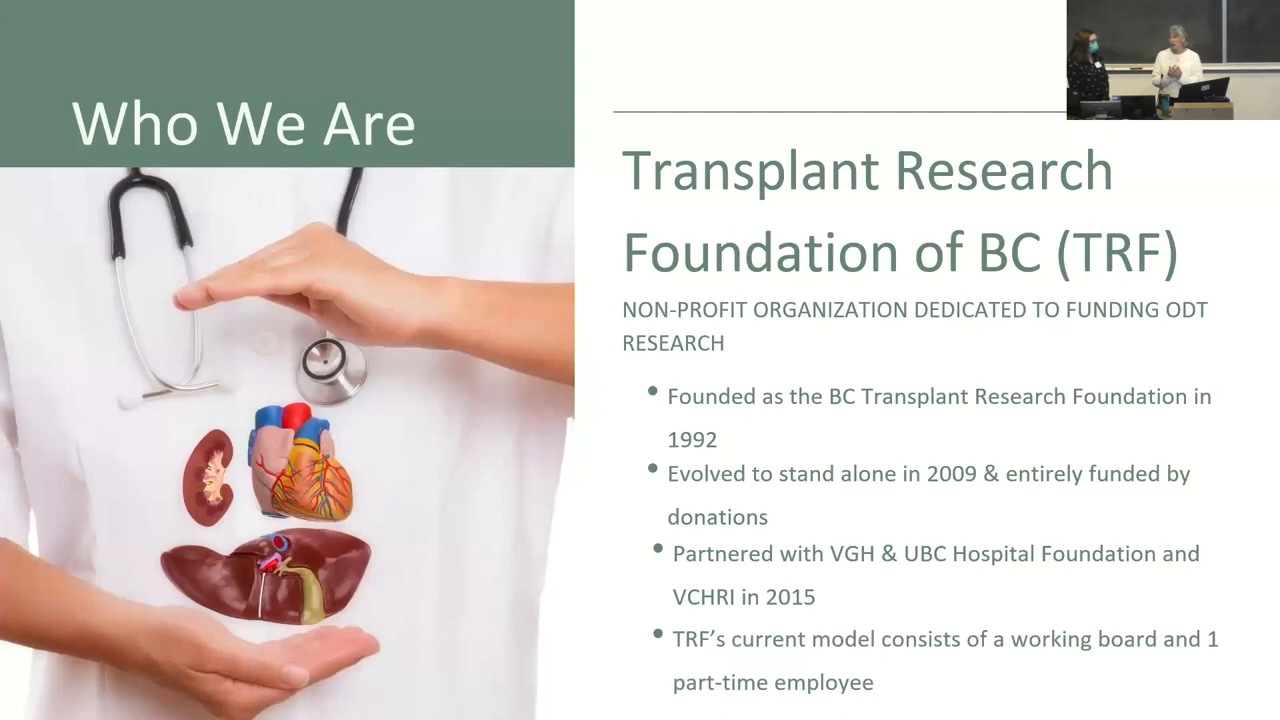 Who We Are
Transplant Research
Foundation of BC (TRF)
NON-PROFIT ORGANIZATION DEDICATED TO FUNDING ODT
RESEARCH
• Founded as the BC Transplant Research Foundation in
1992
• Evolved to stand alone in 2009 & entirely funded by
donations
• Partnered with VGH & UBC Hospital Foundation and
VCHRI in 2015
• TRF’s current model consists of a working board and 1
part-time employee